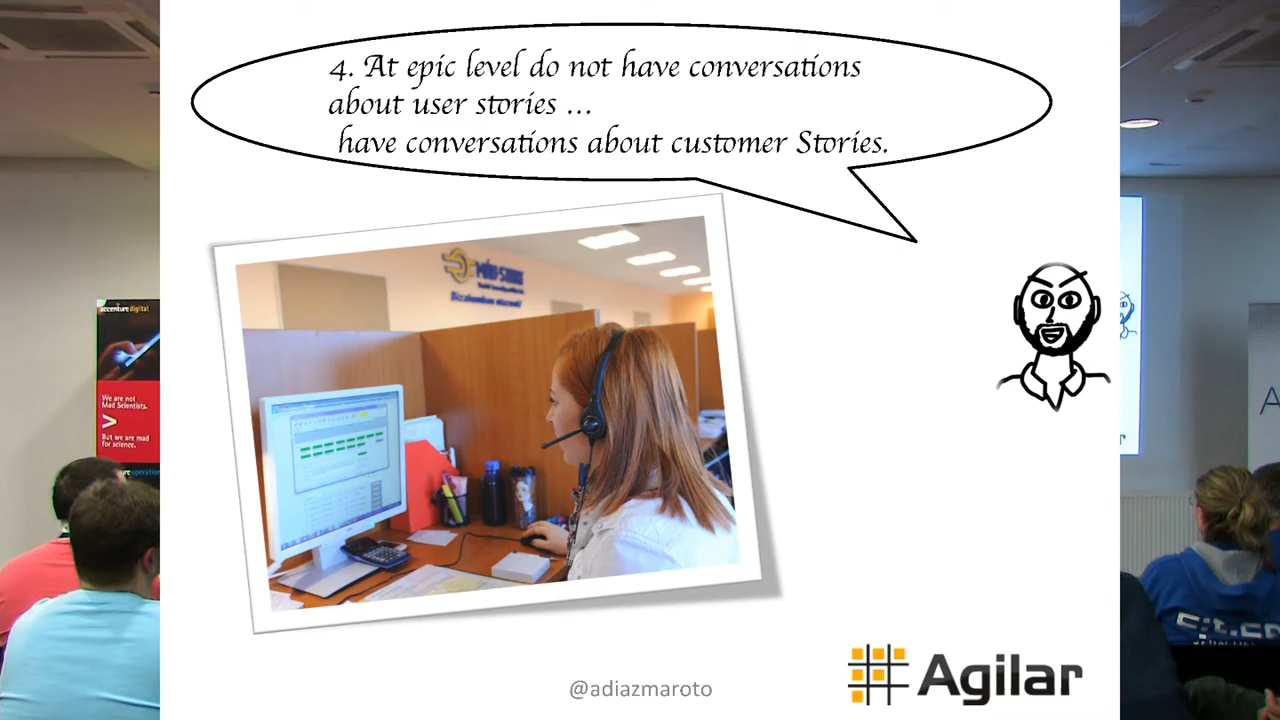 4. At epic level do not have conversations
about user stories ...
have conversations about customer Stories.
accenture digital
We are not
Mad Scientists.
>
But we are mad
for science.
@adiazmaroto
Agilar